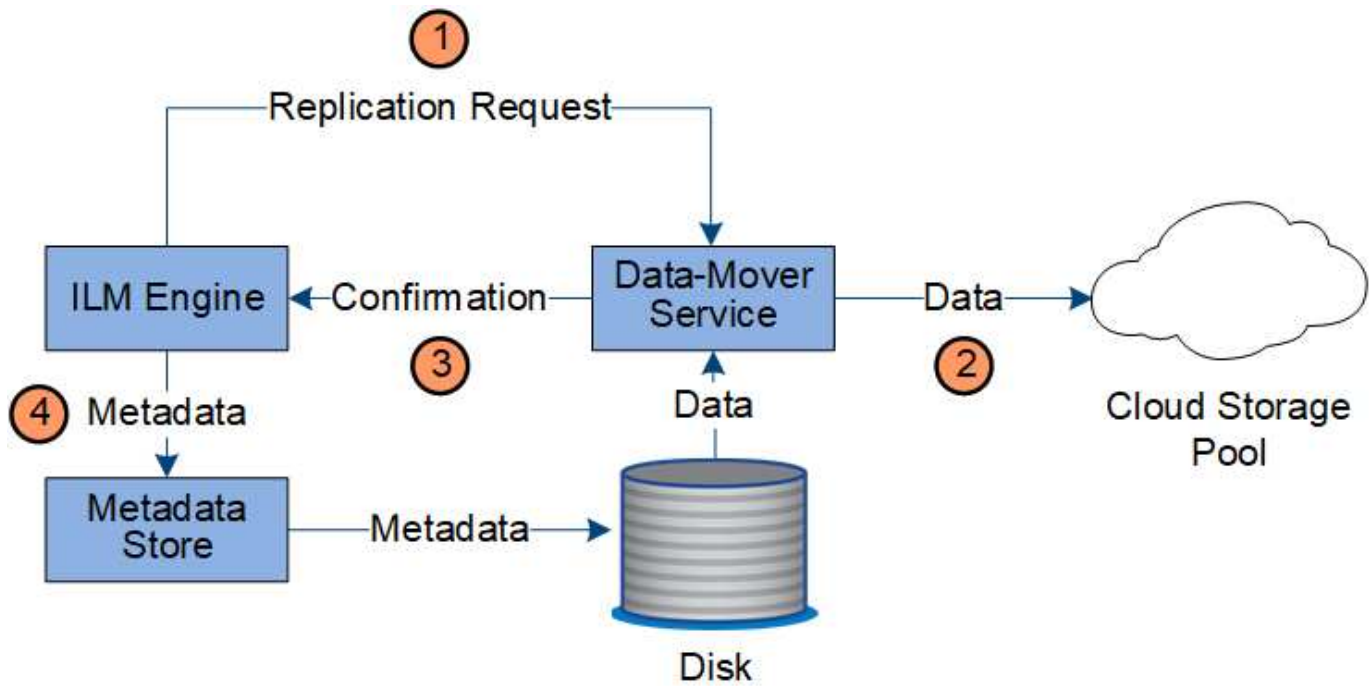 1
Replication Request
ILM Engine
Confirmation
Data-Mover
Service
Data
3
2
4
Metadata
Data
Cloud Storage
Pool
Metadata
Store
Metadata
Disk